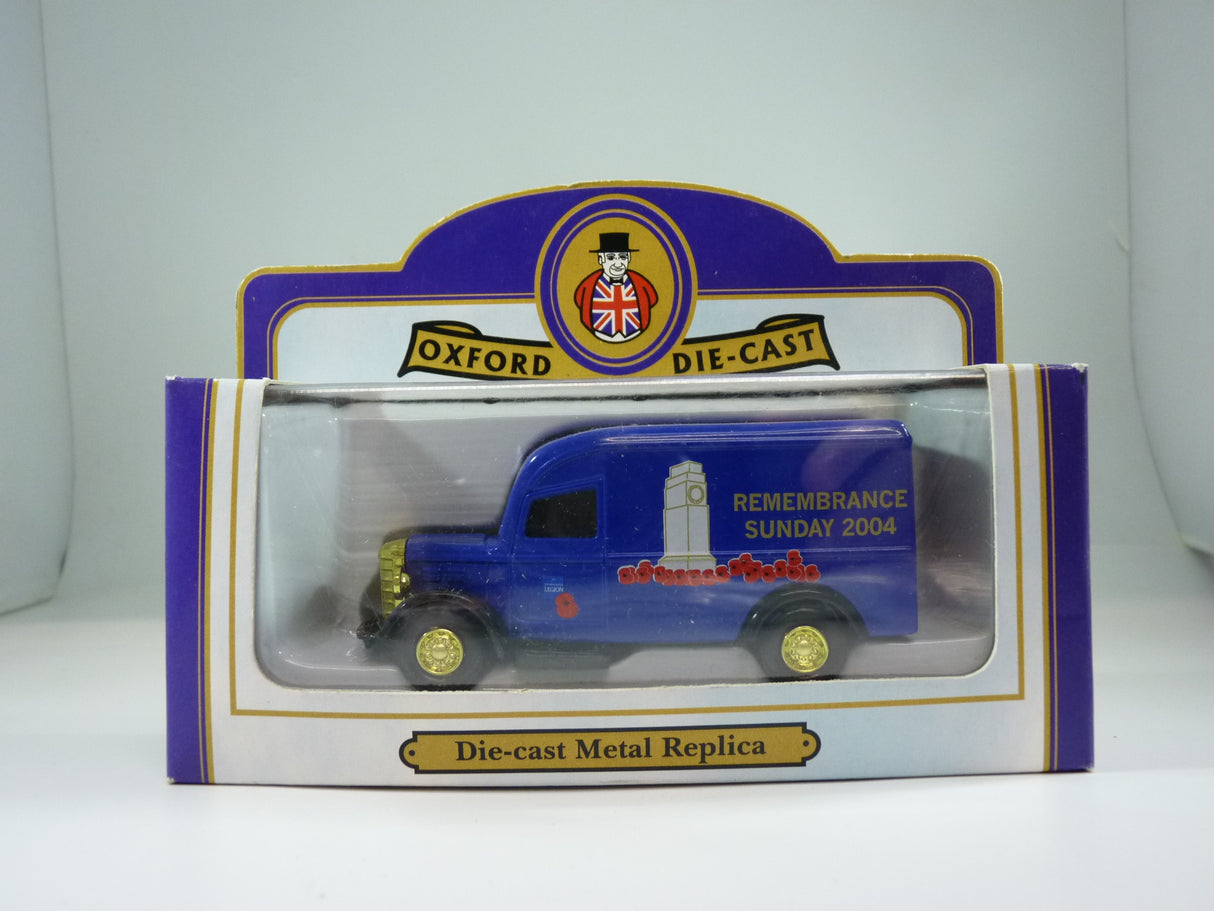 OXFORD DIE-CAST
REMEMBRANCE
SUNDAY 2004
LEGION
Die-cast Metal Replica